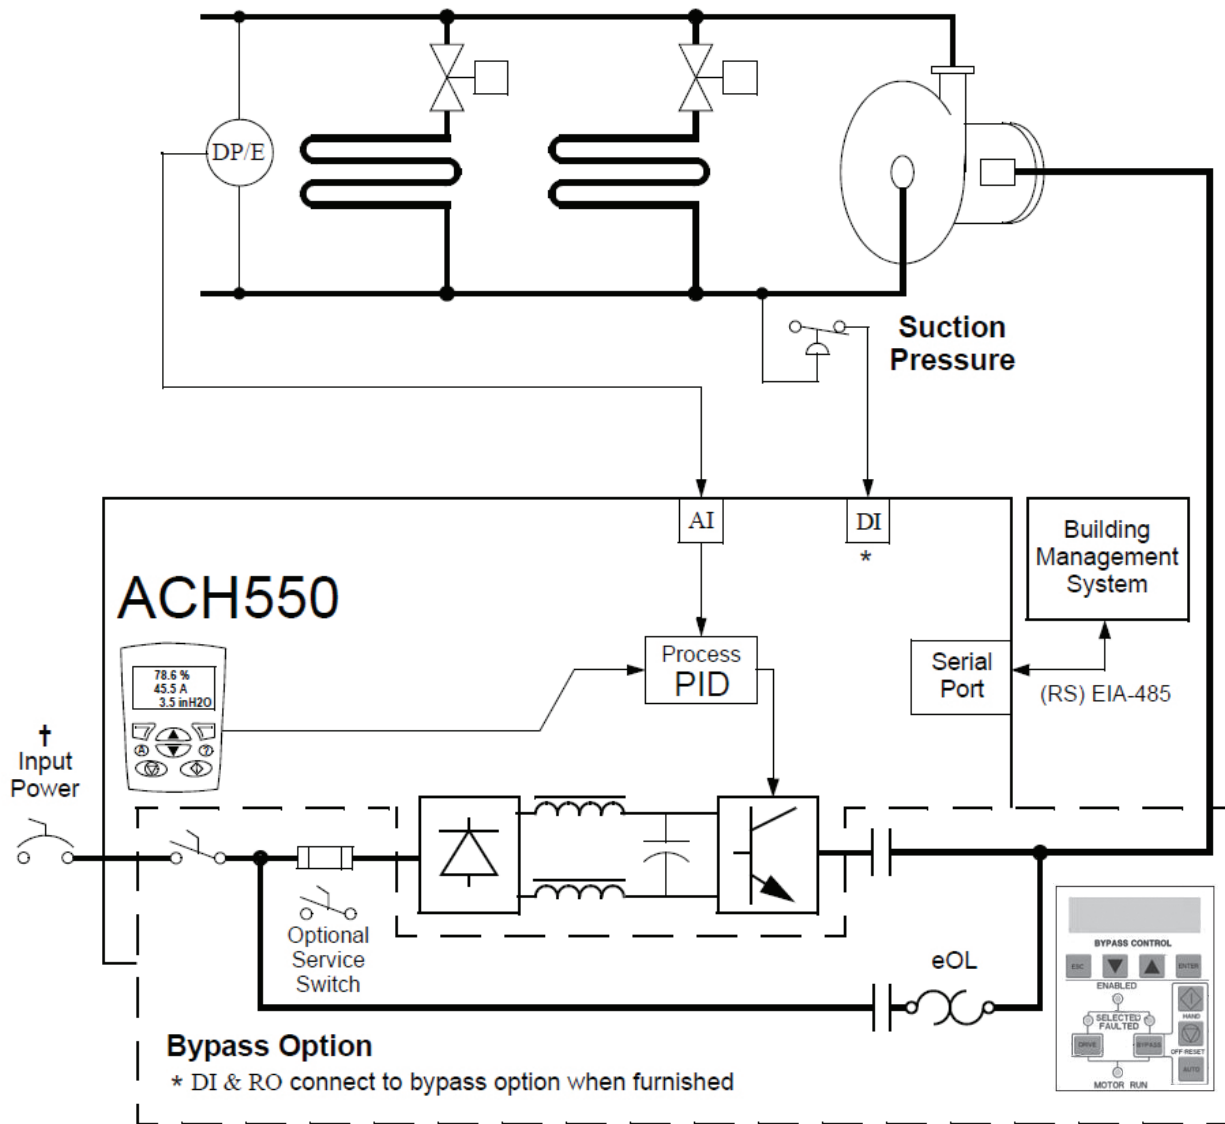 DP/E
Suction
Pressure
AI
DI
*
Building
Management
System
ACH550
78.6 %
45.5 A
3.5 inH2O
A
?
Process
PID
Serial
Port
(RS) EIA-485
†
Input
Power
Optional
Service
Switch
eOL
BYPASS CONTROL
ESC
ENTER
ENABLED
SELECTED
FAULTED
HAND
DRIVE
BYPASS
OFF-RESET
AUTO
MOTOR RUN
Bypass Option
* DI & RO connect to bypass option when furnished